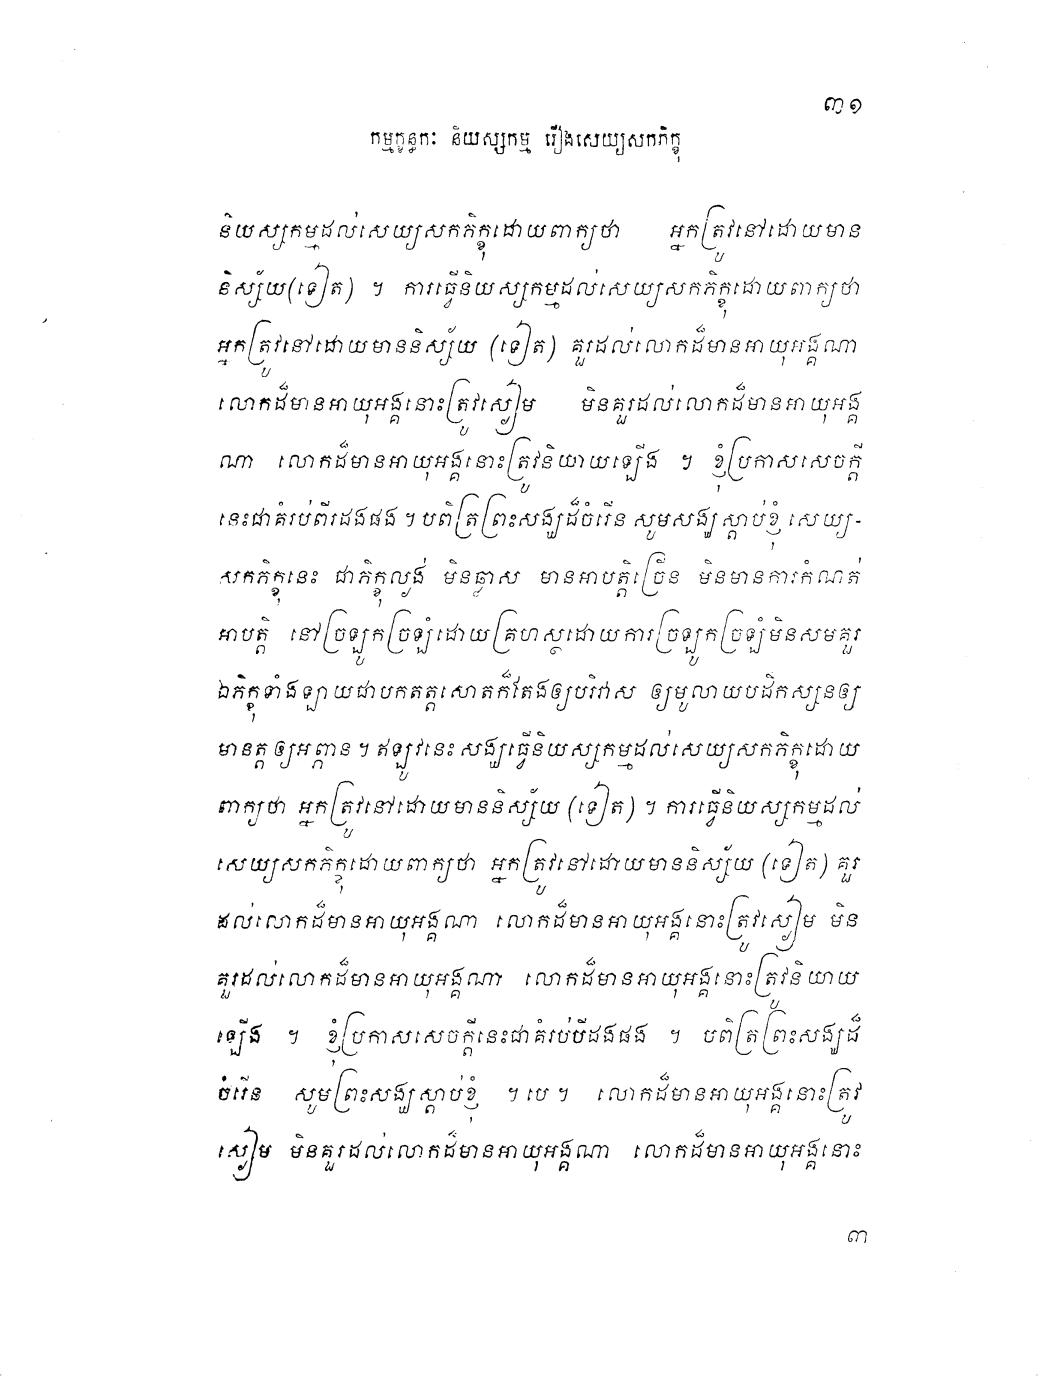 ៣១
កម្មក្ខន្ធកៈ និយស្សកម្ម រឿងសេយ្យសកភិក្ខុ
និយស្សកម្មដល់សេយ្យសកភិក្ខុដោយពាក្យថា អ្នកត្រូវនៅដោយមាន
និស្ស័យ(ទៀត) ។ ការធ្វើនិយស្សកម្មដល់សេយ្យសកភិក្ខុដោយពាក្យថា
អ្នកត្រូវនៅដោយមាននិស្ស័យ (ទៀត) គួរដល់លោកដ៏មានអាយុអង្គណា
លោកដ៏មានអាយុអង្គនោះត្រូវស្ងៀម មិនគួរដល់លោកដ៏មានអាយុអង្គ
ណា លោកដ៏មានអាយុអង្គនោះត្រូវនិយាយឡើង ។ ខ្ញុំប្រកាសសេចក្តី
នេះជាគំរប់ពីរដងផង ។ បពិត្រព្រះសង្ឃដ៏ចំរើន សូមសង្ឃស្តាប់ខ្ញុំ សេយ្យ-
សកភិក្ខុនេះ ជាភិក្ខុល្ងង់ មិនឆ្លាស មានអាបត្តិច្រើន មិនមានការកំណត់
អាបត្តិ នៅច្រឡូកច្រឡំដោយគ្រហស្ថដោយការច្រឡូកច្រឡំមិនសមគួរ
ឯភិក្ខុទាំងឡាយជាបកតត្តសោតក៏តែងឲ្យបរិវាស ឲ្យមូលាយបដិកស្សនឲ្យ
មានត្ត ឲ្យអព្ភាន ។ ឥឡូវនេះ សង្ឃធ្វើនិយស្សកម្មដល់សេយ្យសកភិក្ខុដោយ
ពាក្យថា អ្នកត្រូវនៅដោយមាននិស្ស័យ (ទៀត) ។ ការធ្វើនិយស្សកម្មដល់
សេយ្យសកភិក្ខុដោយពាក្យថា អ្នកត្រូវនៅដោយមាននិស្ស័យ (ទៀត) គួរ
ដល់លោកដ៏មានអាយុអង្គណា លោកដ៏មានអាយុអង្គនោះត្រូវស្ងៀម មិន
គួរដល់លោកដ៏មានអាយុអង្គណា លោកដ៏មានអាយុអង្គនោះត្រូវនិយាយ
ឡើង ។ ខ្ញុំប្រកាសសេចក្តីនេះជាគំរប់បីដងផង ។ បពិត្រព្រះសង្ឃដ៏
ចំរើន សូមព្រះសង្ឃស្តាប់ខ្ញុំ ។ បេ ។ លោកដ៏មានអាយុអង្គនោះត្រូវ
ស្ងៀម មិនគួរដល់លោកដ៏មានអាយុអង្គណា លោកដ៏មានអាយុអង្គនោះ
៣